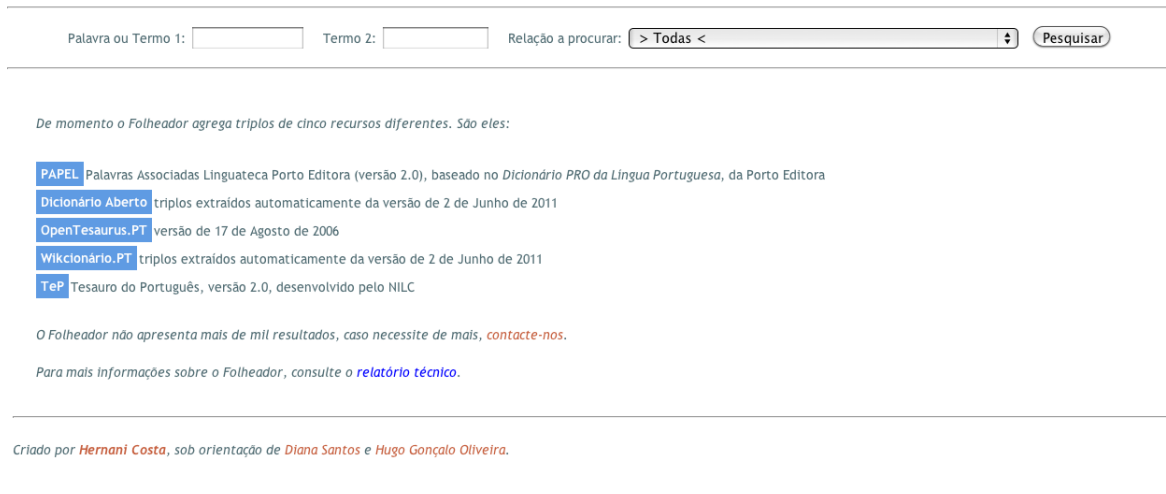 Palavra ou Termo 1: Termo 2: Relação a procurar: > Todas < Pesquisar
De momento o Folheador agrega triplos de cinco recursos diferentes. São eles:
PAPEL Palavras Associadas Linguateca Porto Editora (versão 2.0), baseado no Dicionário PRO da Lingua Portuguesa, da Porto Editora
Dicionário Aberto triplos extraídos automaticamente da versão de 2 de Junho de 2011
OpenTesaurus.PT versão de 17 de Agosto de 2006
Wikcionário.PT triplos extraídos automaticamente da versão de 2 de Junho de 2011
TeP Tesauro do Português, versão 2.0, desenvolvido pelo NILC
O Folheador não apresenta mais de mil resultados, caso necessite de mais, contacte-nos.
Para mais informações sobre o Folheador, consulte o relatório técnico.
Criado por Hernani Costa, sob orientação de Diana Santos e Hugo Gonçalo Oliveira.